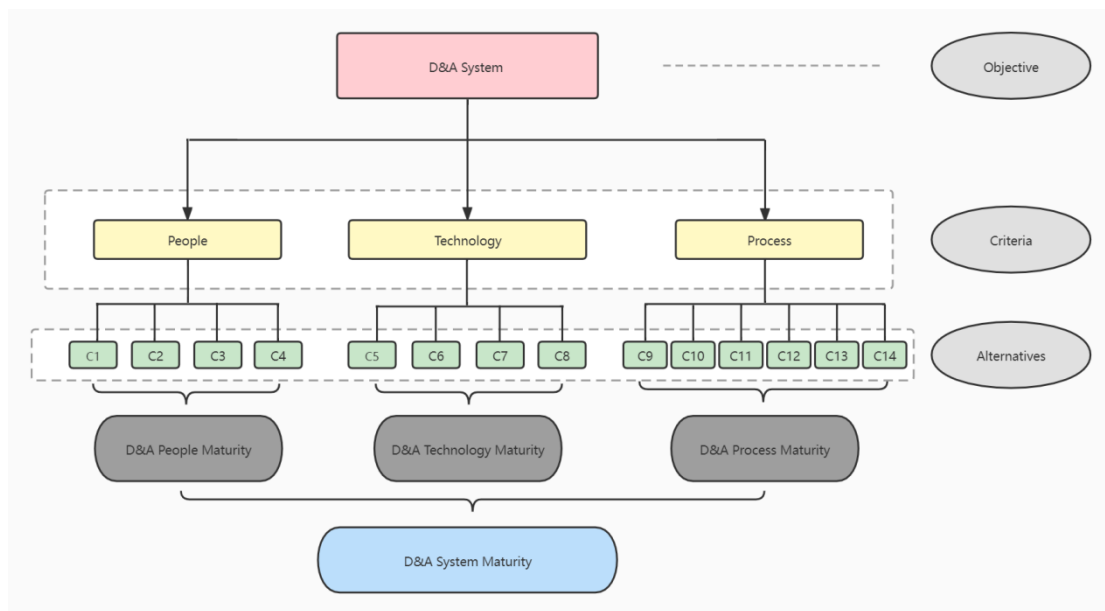 D&A System
Objective
People
Technology
Process
Criteria
C1
C2
C3
C4
C5
C6
C7
C8
C9
C10
C11
C12
C13
C14
Alternatives
D&A People Maturity
D&A Technology Maturity
D&A Process Maturity
D&A System Maturity